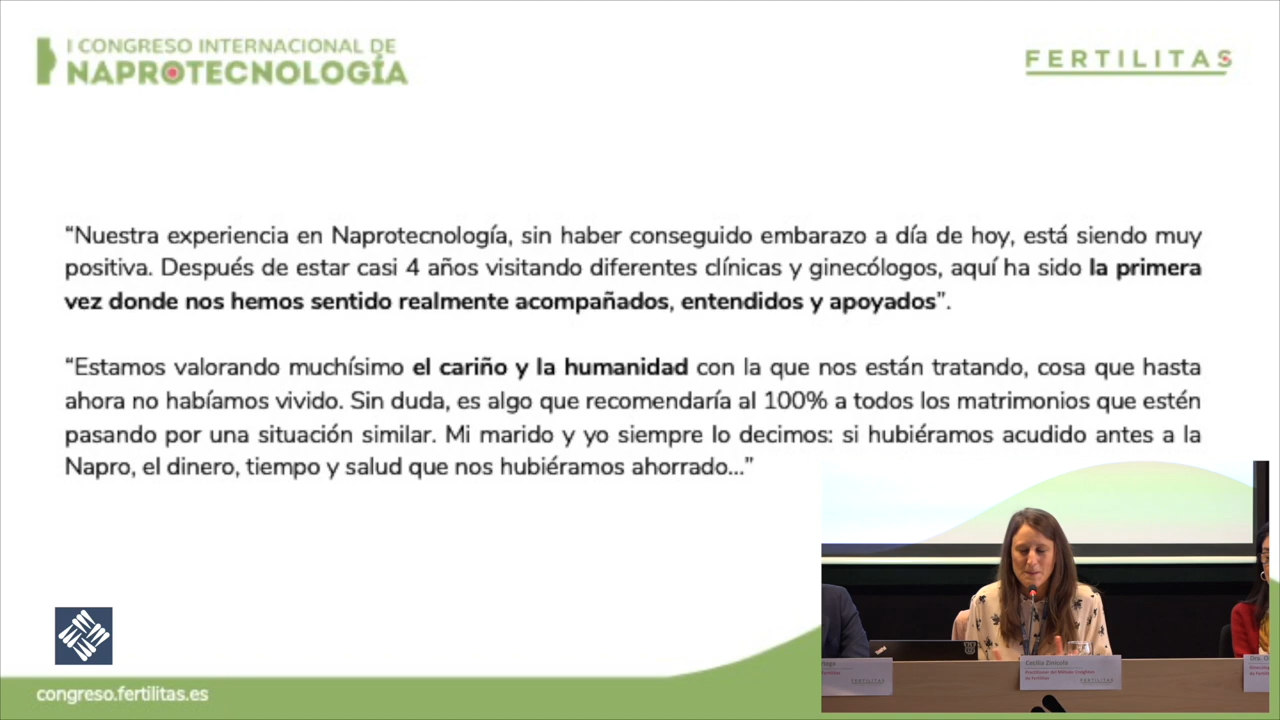 I CONGRESO INTERNACIONAL DE
NAPROTECNOLOGÍA
FERTILITAS
“Nuestra experiencia en Naprotecnología, sin haber conseguido embarazo a día de hoy, está siendo muy
positiva. Después de estar casi 4 años visitando diferentes clínicas y ginecólogos, aquí ha sido la primera
vez donde nos hemos sentido realmente acompañados, entendidos y apoyados”.
“Estamos valorando muchísimo el cariño y la humanidad con la que nos están tratando, cosa que hasta
ahora no habíamos vivido. Sin duda, es algo que recomendaría al 100% a todos los matrimonios que estén
pasando por una situación similar. Mi marido y yo siempre lo decimos: si hubiéramos acudido antes a la
Napro, el dinero, tiempo y salud que nos hubiéramos ahorrado...”
congreso.fertilitas.es
Cecilia
de Fertilitas
FERTILITAS
FERTILITAS
Dra.